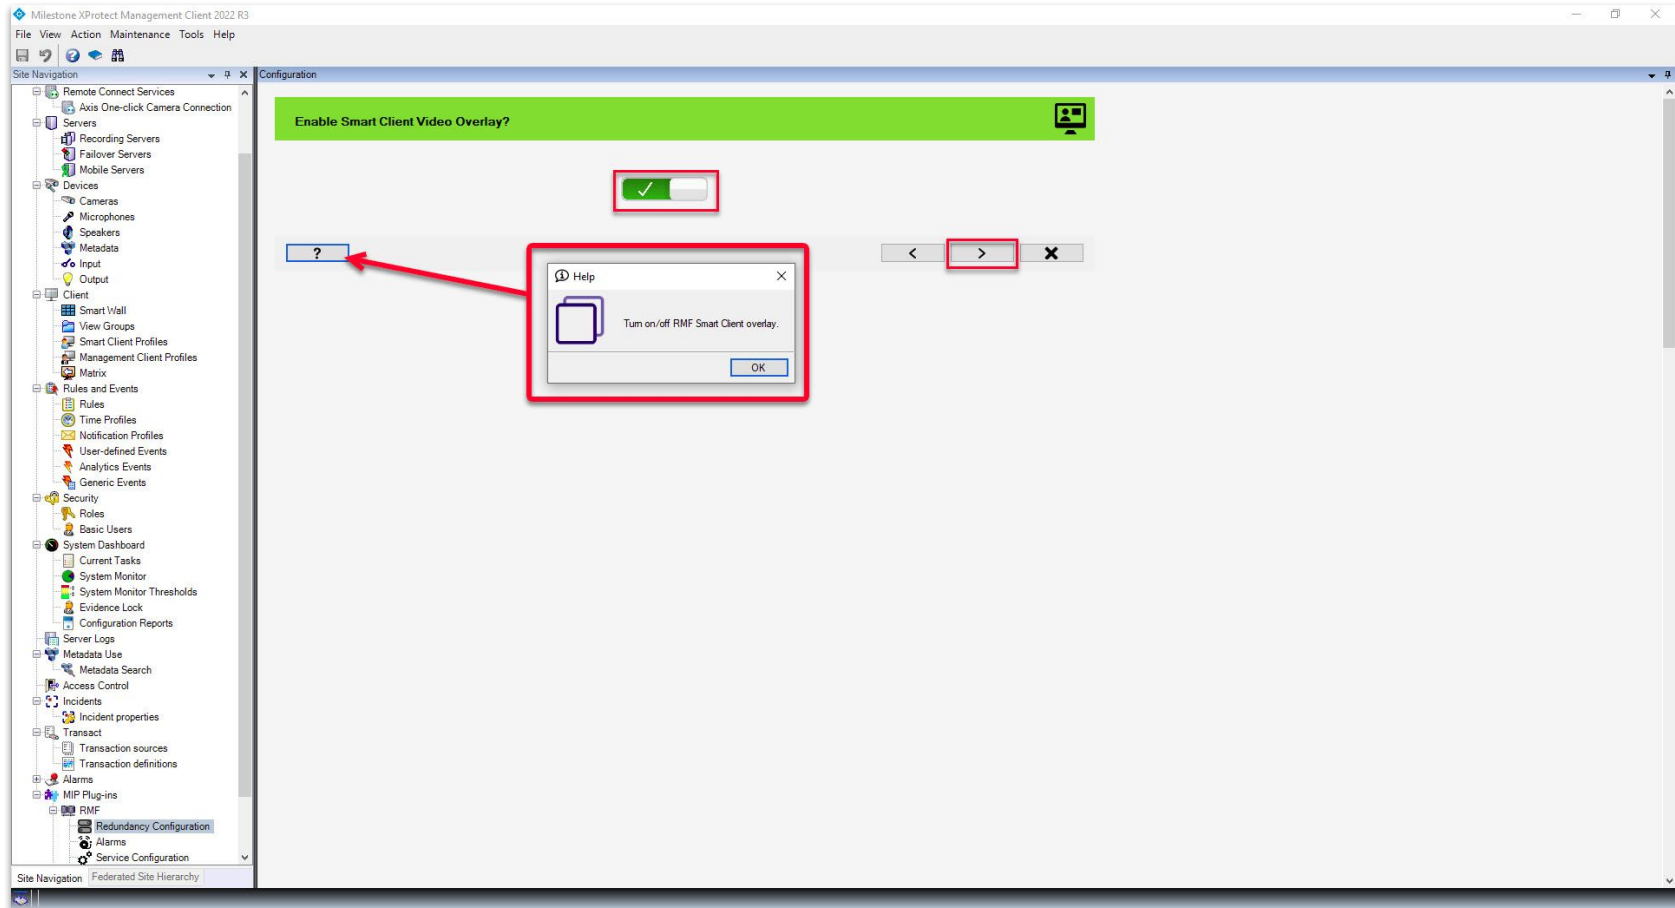 Milestone XProtect Management Client 2022 R3
File View Action Maintenance Tools Help
Site Navigation
Configuration
Remote Connect Services
Axis One-click Camera Connection
Servers
Recording Servers
Failover Servers
Mobile Servers
Devices
Cameras
Microphones
Speakers
Metadata
Input
Output
Client
Smart Wall
View Groups
Smart Client Profiles
Management Client Profiles
Matrix
Rules and Events
Rules
Time Profiles
Notification Profiles
User-defined Events
Analytics Events
Generic Events
Security
Roles
Basic Users
System Dashboard
Current Tasks
System Monitor
System Monitor Thresholds
Evidence Lock
Configuration Reports
Server Logs
Metadata Use
Metadata Search
Access Control
Incidents
Incident properties
Transact
Transaction sources
Transaction definitions
Alarms
MIP Plug-ins
RMF
Redundancy Configuration
Alarms
Service Configuration
Site Navigation Federated Site Hierarchy
Enable Smart Client Video Overlay?
?
< >
Help
Turn on/off RMF Smart Client overlay.
OK